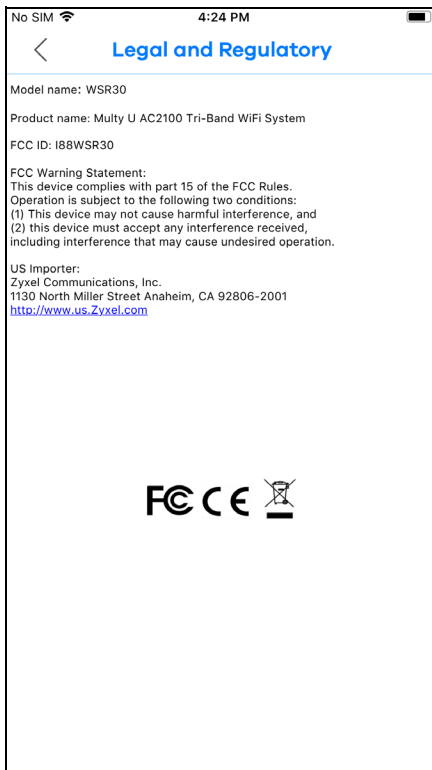 No SIM 4:24 PM
Legal and Regulatory
Model name: WSR30
Product name: Multy U AC2100 Tri-Band WiFi System
FCC ID: I88WSR30
FCC Warning Statement:
This device complies with part 15 of the FCC Rules.
Operation is subject to the following two conditions:
(1) This device may not cause harmful interference, and
(2) this device must accept any interference received,
including interference that may cause undesired operation.
US Importer:
Zyxel Communications, Inc.
1130 North Miller Street Anaheim, CA 92806-2001
http://www.us.Zyxel.com
FC CE